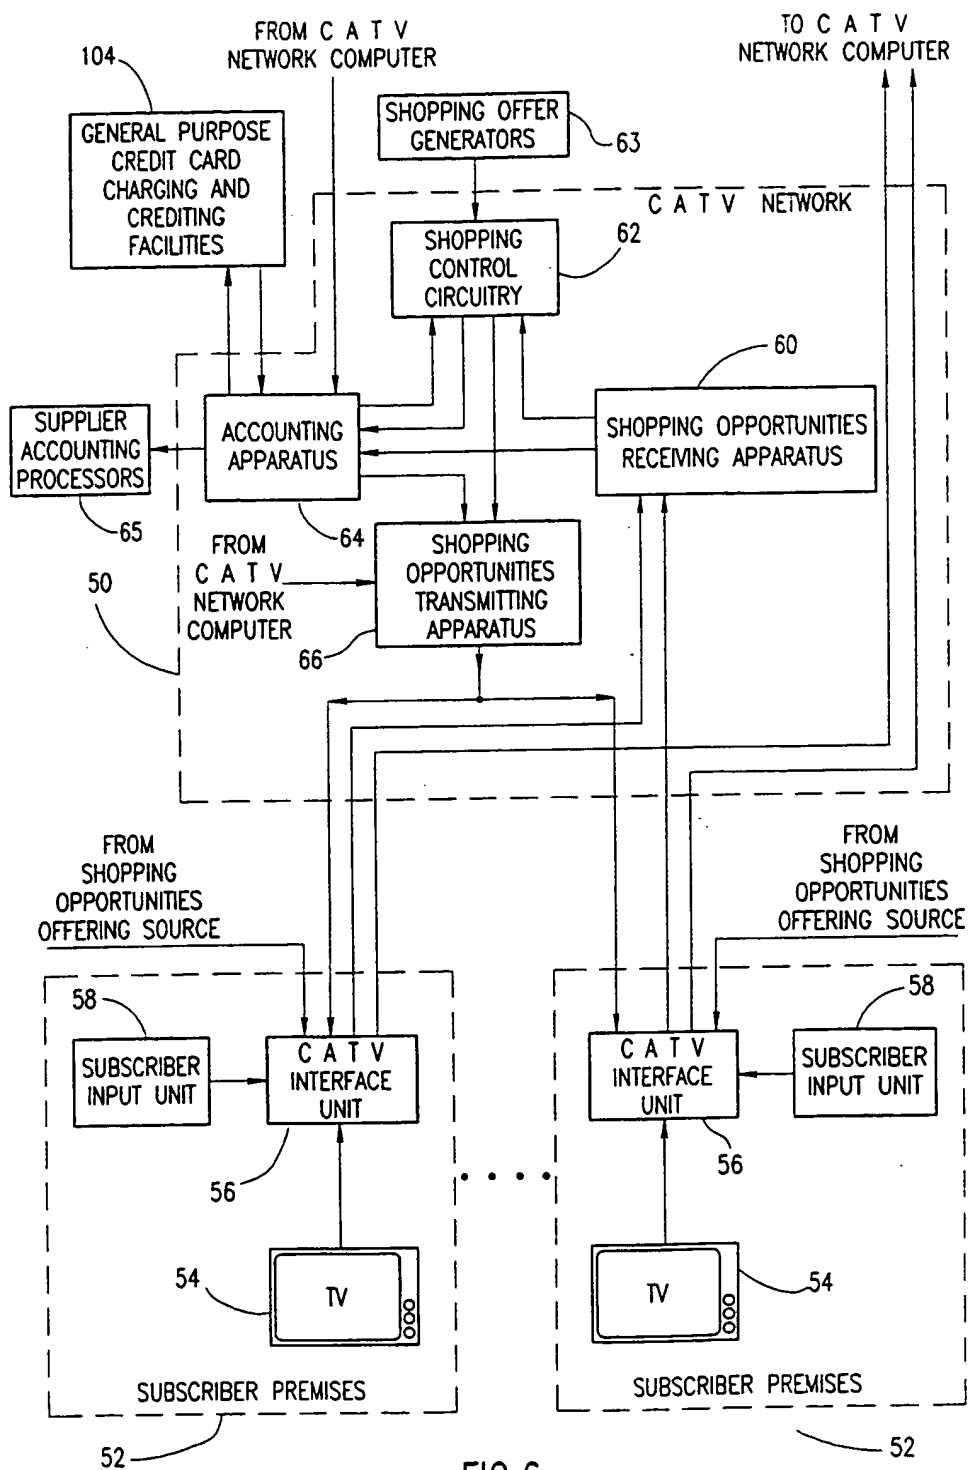 FROM C A T V
NETWORK COMPUTER
TO C A T V
NETWORK COMPUTER
104
GENERAL PURPOSE
CREDIT CARD
CHARGING AND
CREDITING
FACILITIES
SHOPPING OFFER
GENERATORS
63
C A T V NETWORK
SHOPPING
CONTROL
CIRCUITRY
62
60
SUPPLIER
ACCOUNTING
PROCESSORS
65
ACCOUNTING
APPARATUS
64
SHOPPING OPPORTUNITIES
RECEIVING APPARATUS
FROM
C A T V
NETWORK
COMPUTER
50
SHOPPING
OPPORTUNITIES
TRANSMITTING
APPARATUS
66
FROM
SHOPPING
OPPORTUNITIES
OFFERING SOURCE
FROM
SHOPPING
OPPORTUNITIES
OFFERING SOURCE
58
SUBSCRIBER
INPUT UNIT
C A T V
INTERFACE
UNIT
56
54
TV
SUBSCRIBER PREMISES
52
58
C A T V
INTERFACE
UNIT
SUBSCRIBER
INPUT UNIT
56
TV
54
SUBSCRIBER PREMISES
52
FIG.6